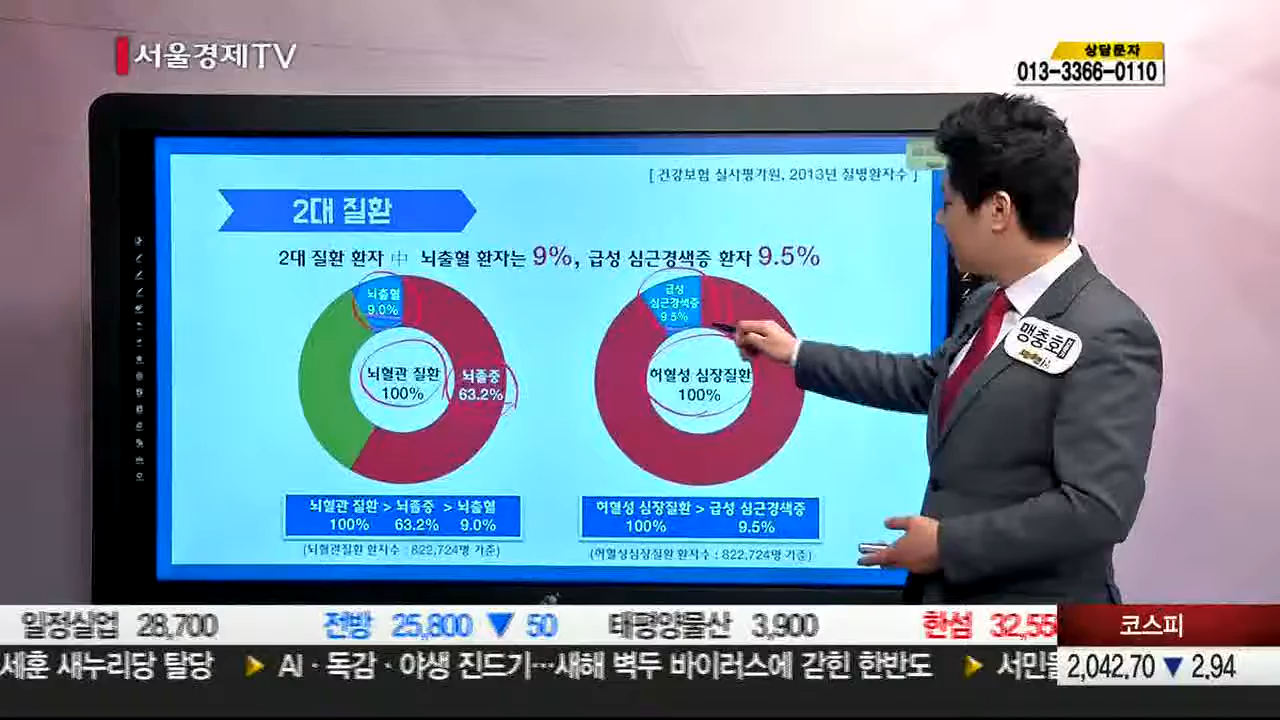 서울경제TV
상담문자
013-3366-0110
[ 건강보험 심사평가원, 2013년 질병환자수 ]
2대 질환
2대 질환 환자 中 뇌출혈 환자는 9%, 급성 심근경색증 환자 9.5%
뇌출혈
9.0%
뇌혈관 질환
100%
뇌졸중
63.2%
급성
심근경색증
9.5%
허혈성 심장질환
100%
뇌혈관 질환 > 뇌졸중 > 뇌출혈
100% 63.2% 9.0%
(뇌혈관질환 환자수 : 822,724명 기준)
허혈성 심장질환 > 급성 심근경색증
100% 9.5%
(허혈성심장질환 환자수 : 822,724명 기준)
맹충호
일정실업 28,700 전방 25,800 ▼ 50 태평양물산 3,900 한섬 32,55
코스피
세훈 새누리당 탈당 ▶ AI · 독감 · 야생 진드기…새해 벽두 바이러스에 갇힌 한반도 ▶ 서민들
2,042.70 ▼ 2.94